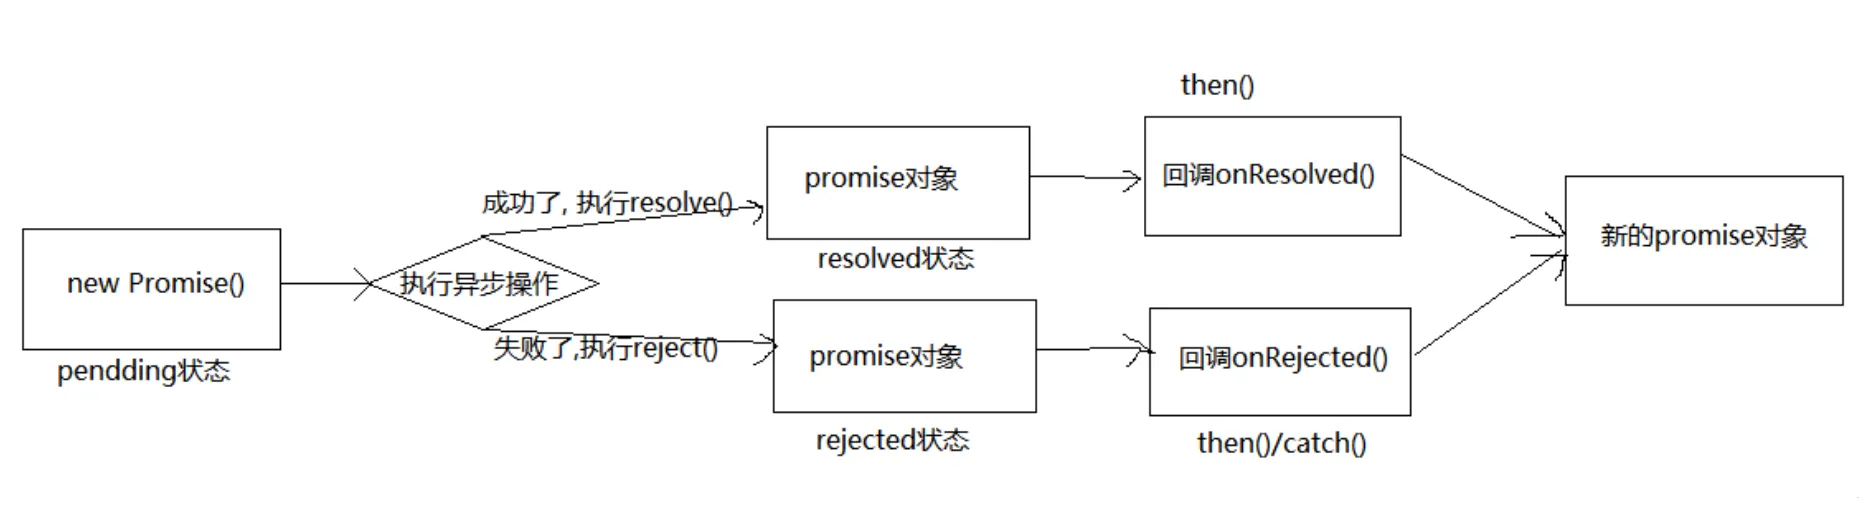 new Promise()
pendding状态
执行异步操作
成功了, 执行resolve()
promise对象
resolved状态
then()
回调onResolved()
失败了,执行reject()
promise对象
rejected状态
回调onRejected()
then()/catch()
新的promise对象